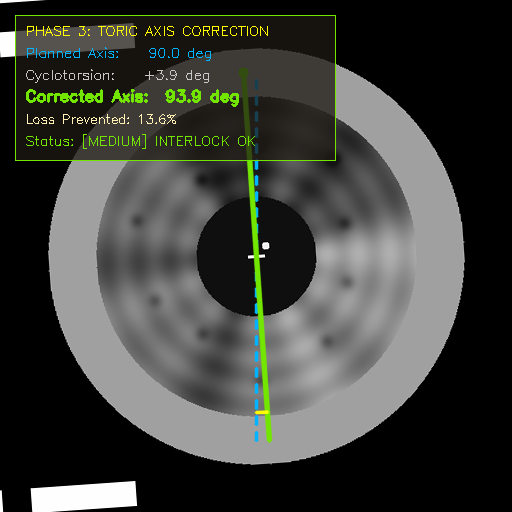 PHASE 3: TORIC AXIS CORRECTION
Planned Axis: 90.0 deg
Cyclotorsion: +3.9 deg
Corrected Axis: 93.9 deg
Loss Prevented: 13.6%
Status: [MEDIUM] INTERLOCK OK